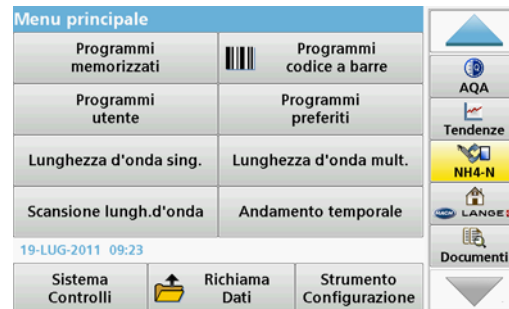 Menu principale
Programmi
memorizzati
Programmi
codice a barre
Programmi
utente
Programmi
preferiti
Lunghezza d'onda sing.
Lunghezza d'onda mult.
Scansione lungh.d'onda
Andamento temporale
19-LUG-2011 09:23
Sistema
Controlli
Richiama
Dati
Strumento
Configurazione
AQA
Tendenze
NH4-N
HACH LANGE
Documenti